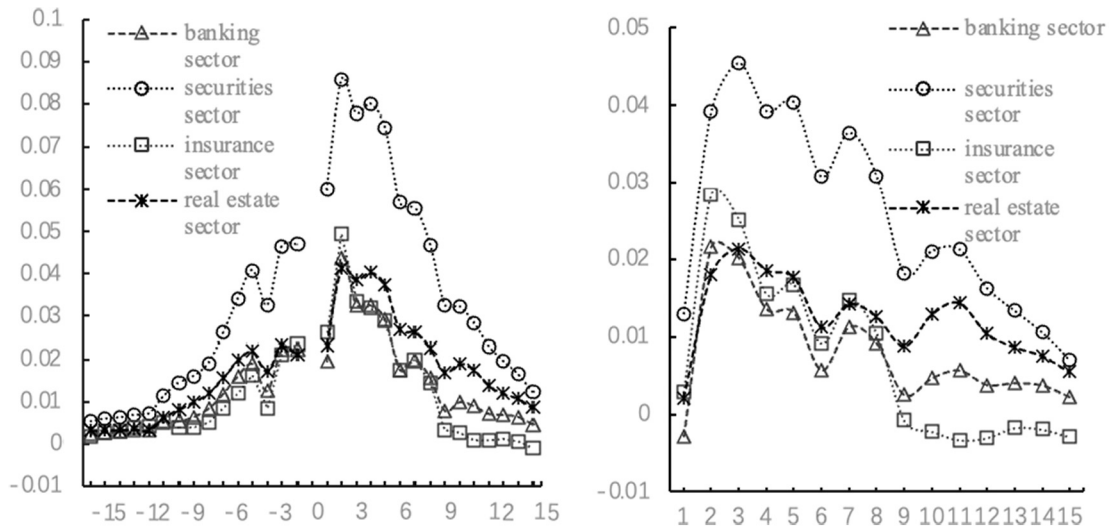 0.1
0.09
0.08
0.07
0.06
0.05
0.04
0.03
0.02
0.01
0
-0.01
banking
sector
securities
sector
insurance
sector
real estate
sector
-15 -12 -9 -6 -3 0 3 6 9 12 15
0.05
0.04
0.03
0.02
0.01
0
-0.01
banking sector
securities
sector
insurance
sector
real estate
sector
1 2 3 4 5 6 7 8 9 10 11 12 13 14 15